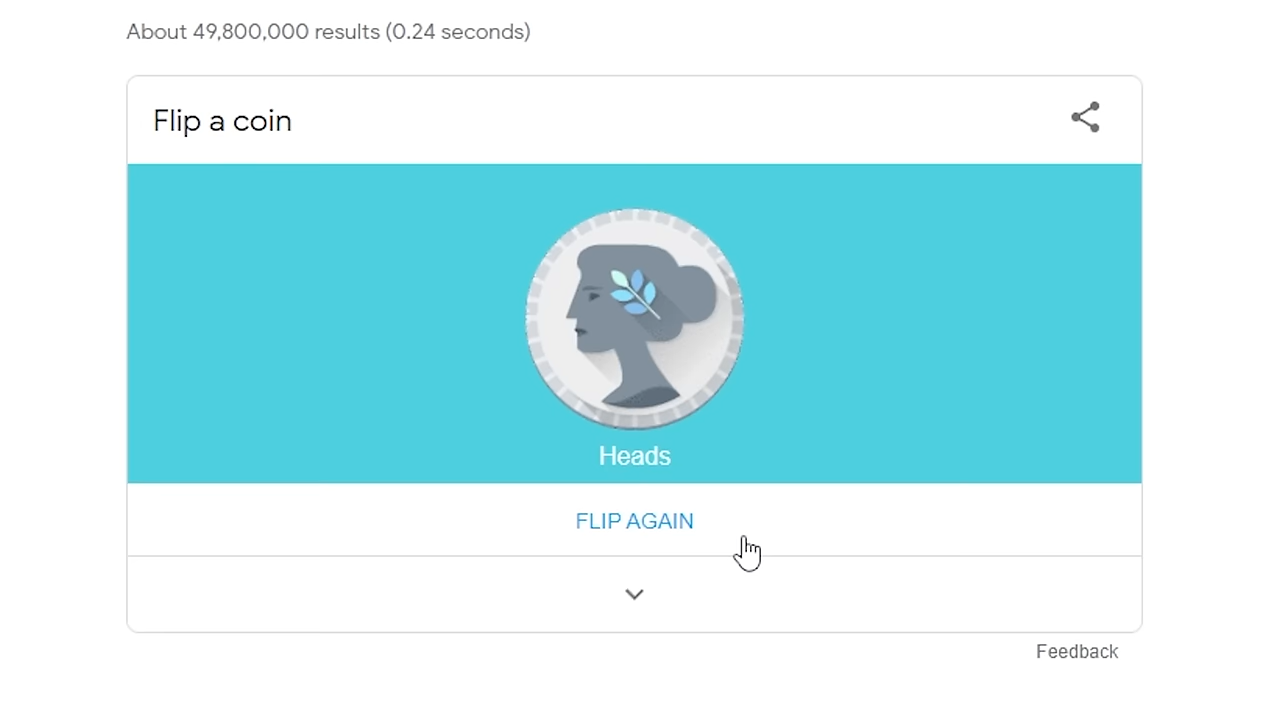 About 49,800,000 results (0.24 seconds)
Flip a coin
Heads
FLIP AGAIN
Feedback